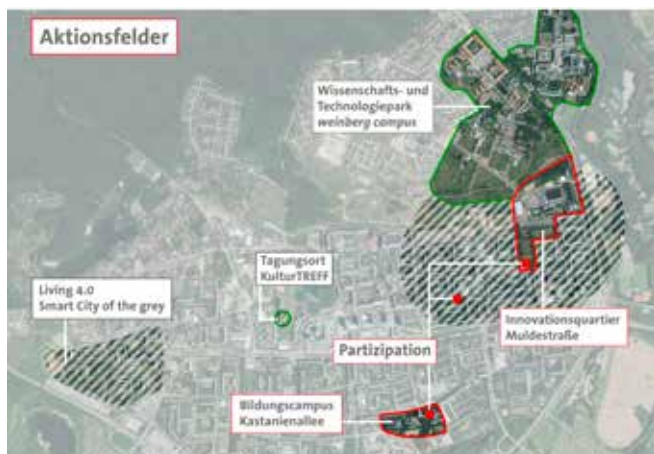 Aktionsfelder
Wissenschafts- und
Technologiepark
weinberg campus
Tagungsort
KulturTREFF
Living 4.0
Smart City of the grey
Innovationsquartier
Muldestraße
Partizipation
Bildungscampus
Kastanienallee